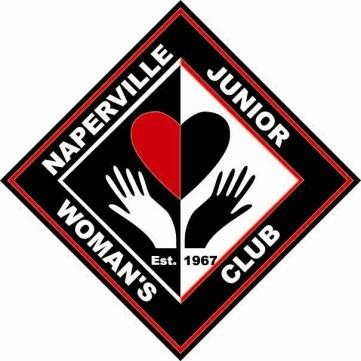 NAPERVILLE
JUNIOR
WOMAN'S
CLUB
Est. 1967